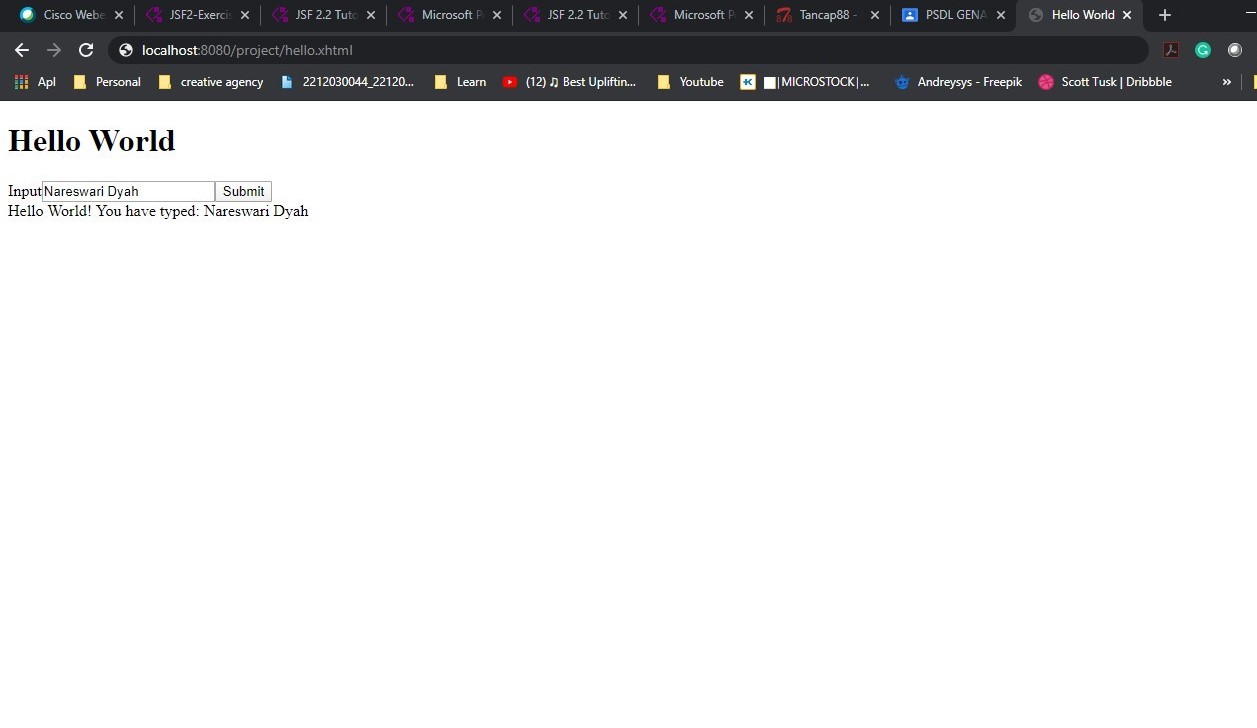 Cisco Webe JSF2-Exercis JSF 2.2 Tuto Microsoft P JSF 2.2 Tuto Microsoft P Tancap88 - PSDL GENA Hello World
localhost:8080/project/hello.xhtml
Apl Personal creative agency 2212030044_22120... Learn (12) ♫ Best Upliftin... Youtube |MICROSTOCK|... Andreysys - Freepik Scott Tusk | Dribbble »
Hello World
Input Nareswari Dyah Submit
Hello World! You have typed: Nareswari Dyah